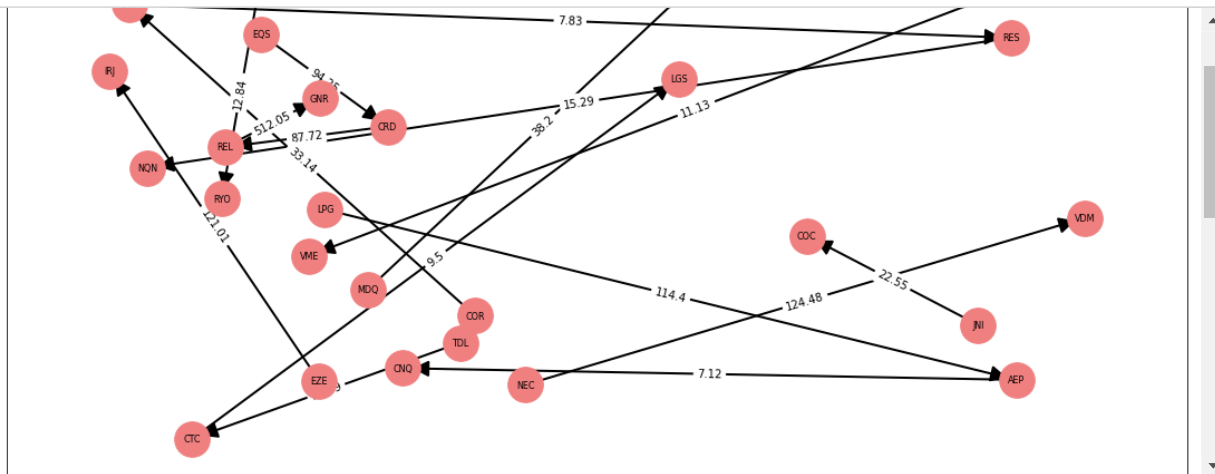 7.83
EQS
RES
IRJ
94.25
LGS
12.84
GNR
15.29
11.13
512.05
CRD
38.2
87.72
REL
33.14
NQN
RYO
LPG
121.01
VDM
COC
VME
9.5
22.55
MDQ
114.4
124.48
COR
JNI
TDL
CNQ
7.12
EZE
NEC
AEP
9
CTC